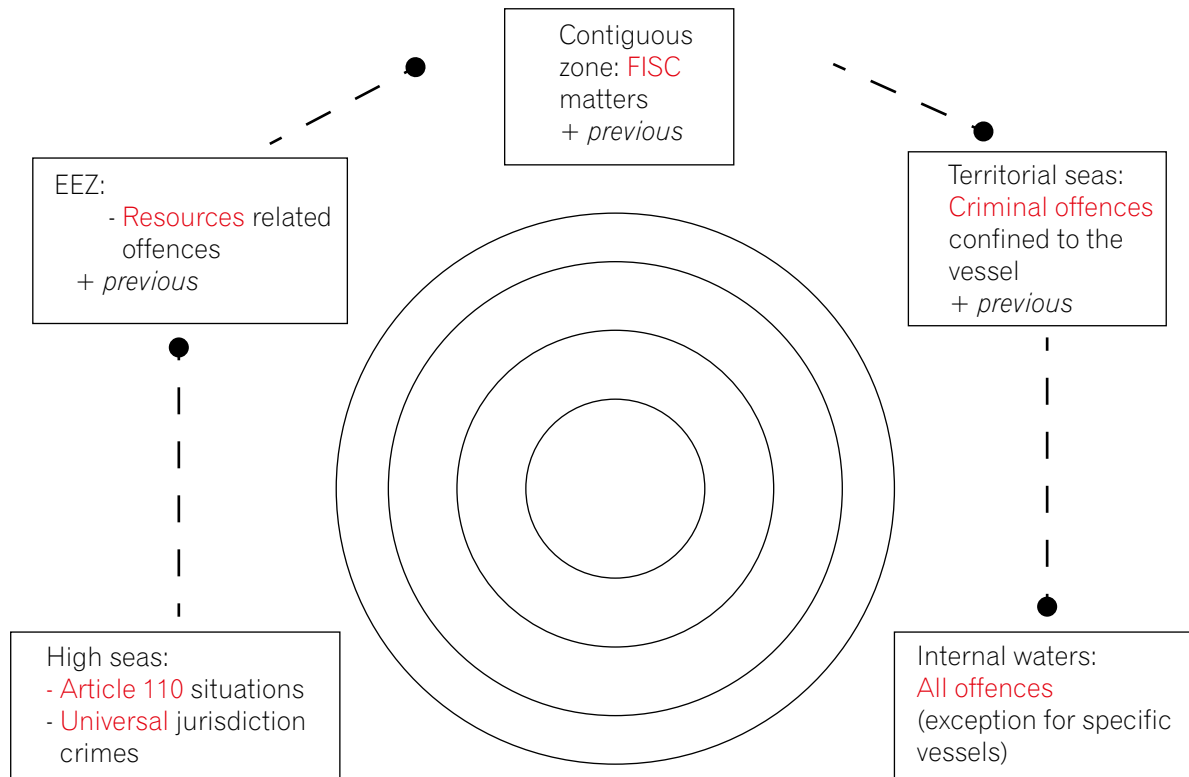 Contiguous
zone: FISC
matters
+ previous
EEZ:
- Resources related
offences
+ previous
Territorial seas:
Criminal offences
confined to the
vessel
+ previous
High seas:
- Article 110 situations
- Universal jurisdiction
crimes
Internal waters:
All offences
(exception for specific
vessels)